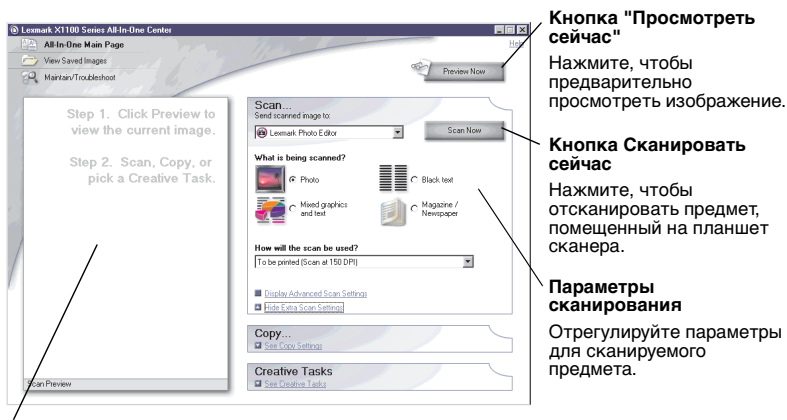 Lexmark X1100 Series All-In-One Center
All-In-One Main Page
Help
View Saved Images
Maintain/Troubleshoot
Preview Now
Step 1. Click Preview to
view the current image.
Step 2. Scan, Copy, or
pick a Creative Task.
Scan Preview
Scan...
Send scanned image to:
Lexmark Photo Editor
Scan Now
What is being scanned?
Photo
Black text
Mixed graphics
and text
Magazine /
Newspaper
How will the scan be used?
To be printed (Scan at 150 DPI)
Display Advanced Scan Settings
Hide Extra Scan Settings
Copy...
See Copy Settings
Creative Tasks
See Creative Tasks
Кнопка "Просмотреть
сейчас"
Нажмите, чтобы
предварительно
просмотреть изображение.
Кнопка Сканировать
сейчас
Нажмите, чтобы
отсканировать предмет,
помещенный на планшет
сканера.
Параметры
сканирования
Отрегулируйте параметры
для сканируемого
предмета.